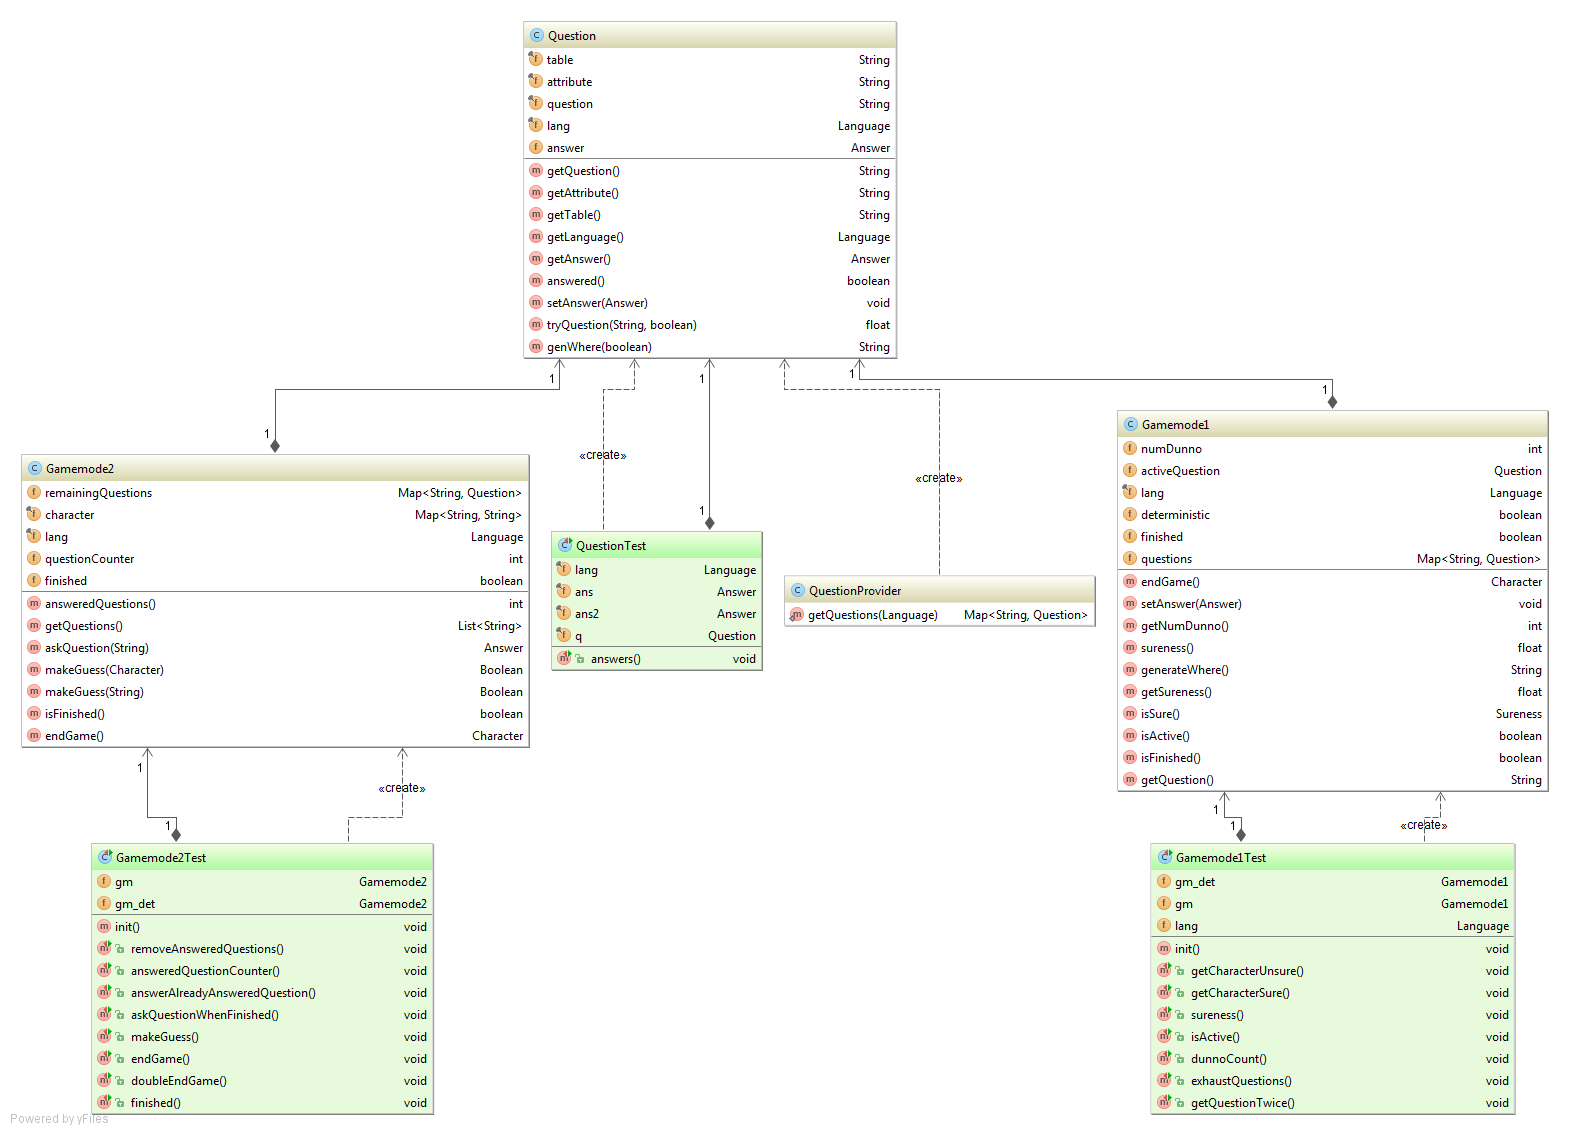 Question
table String
attribute String
question String
lang Language
answer Answer
getQuestion() String
getAttribute() String
getTable() String
getLanguage() Language
getAnswer() Answer
answered() boolean
setAnswer(Answer) void
tryQuestion(String, boolean) float
genWhere(boolean) String
1
1
1
1
1
1
«create»
«create»
Gamemode2
remainingQuestions Map<String, Question>
character Map<String, String>
lang Language
questionCounter int
finished boolean
answeredQuestions() int
getQuestions() List<String>
askQuestion(String) Answer
makeGuess(Character) Boolean
makeGuess(String) Boolean
isFinished() boolean
endGame() Character
QuestionTest
lang Language
ans Answer
ans2 Answer
q Question
answers() void
QuestionProvider
getQuestions(Language) Map<String, Question>
Gamemode1
numDunno int
activeQuestion Question
lang Language
deterministic boolean
finished boolean
questions Map<String, Question>
endGame() Character
setAnswer(Answer) void
getNumDunno() int
sureness() float
generateWhere() String
getSureness() float
isSure() Sureness
isActive() boolean
isFinished() boolean
getQuestion() String
1
1
«create»
1
1
«create»
Gamemode2Test
gm Gamemode2
gm_det Gamemode2
init() void
removeAnsweredQuestions() void
answeredQuestionCounter() void
answerAlreadyAnsweredQuestion() void
askQuestionWhenFinished() void
makeGuess() void
endGame() void
doubleEndGame() void
finished() void
Gamemode1Test
gm_det Gamemode1
gm Gamemode1
lang Language
init() void
getCharacterUnsure() void
getCharacterSure() void
sureness() void
isActive() void
dunnoCount() void
exhaustQuestions() void
getQuestionTwice() void
Powered by yFiles